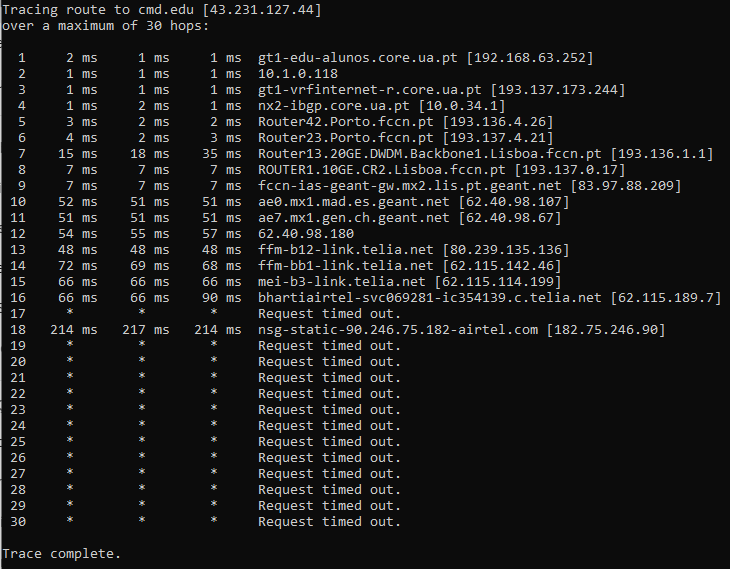 Tracing route to cmd.edu [43.231.127.44]
over a maximum of 30 hops:
1 2 ms 1 ms 1 ms gt1-edu-alunos.core.ua.pt [192.168.63.252]
2 1 ms 1 ms 1 ms 10.1.0.118
3 1 ms 1 ms 1 ms gt1-vrfinternet-r.core.ua.pt [193.137.173.244]
4 1 ms 2 ms 1 ms nx2-ibgp.core.ua.pt [10.0.34.1]
5 3 ms 2 ms 2 ms Router42.Porto.fccn.pt [193.136.4.26]
6 4 ms 2 ms 3 ms Router23.Porto.fccn.pt [193.137.4.21]
7 15 ms 18 ms 35 ms Router13.20GE.DWDM.Backbone1.Lisboa.fccn.pt [193.136.1.1]
8 7 ms 7 ms 7 ms ROUTER1.10GE.CR2.Lisboa.fccn.pt [193.137.0.17]
9 7 ms 7 ms 7 ms fccn-ias-geant-gw.mx2.lis.pt.geant.net [83.97.88.209]
10 52 ms 51 ms 51 ms ae0.mx1.mad.es.geant.net [62.40.98.107]
11 51 ms 51 ms 51 ms ae7.mx1.gen.ch.geant.net [62.40.98.67]
12 54 ms 55 ms 57 ms 62.40.98.180
13 48 ms 48 ms 48 ms ffm-b12-link.telia.net [80.239.135.136]
14 72 ms 69 ms 68 ms ffm-bb1-link.telia.net [62.115.142.46]
15 66 ms 66 ms 66 ms mei-b3-link.telia.net [62.115.114.199]
16 66 ms 66 ms 90 ms bhartiairtel-svc069281-ic354139.c.telia.net [62.115.189.7]
17 * * * Request timed out.
18 214 ms 217 ms 214 ms nsg-static-90.246.75.182-airtel.com [182.75.246.90]
19 * * * Request timed out.
20 * * * Request timed out.
21 * * * Request timed out.
22 * * * Request timed out.
23 * * * Request timed out.
24 * * * Request timed out.
25 * * * Request timed out.
26 * * * Request timed out.
27 * * * Request timed out.
28 * * * Request timed out.
29 * * * Request timed out.
30 * * * Request timed out.
Trace complete.